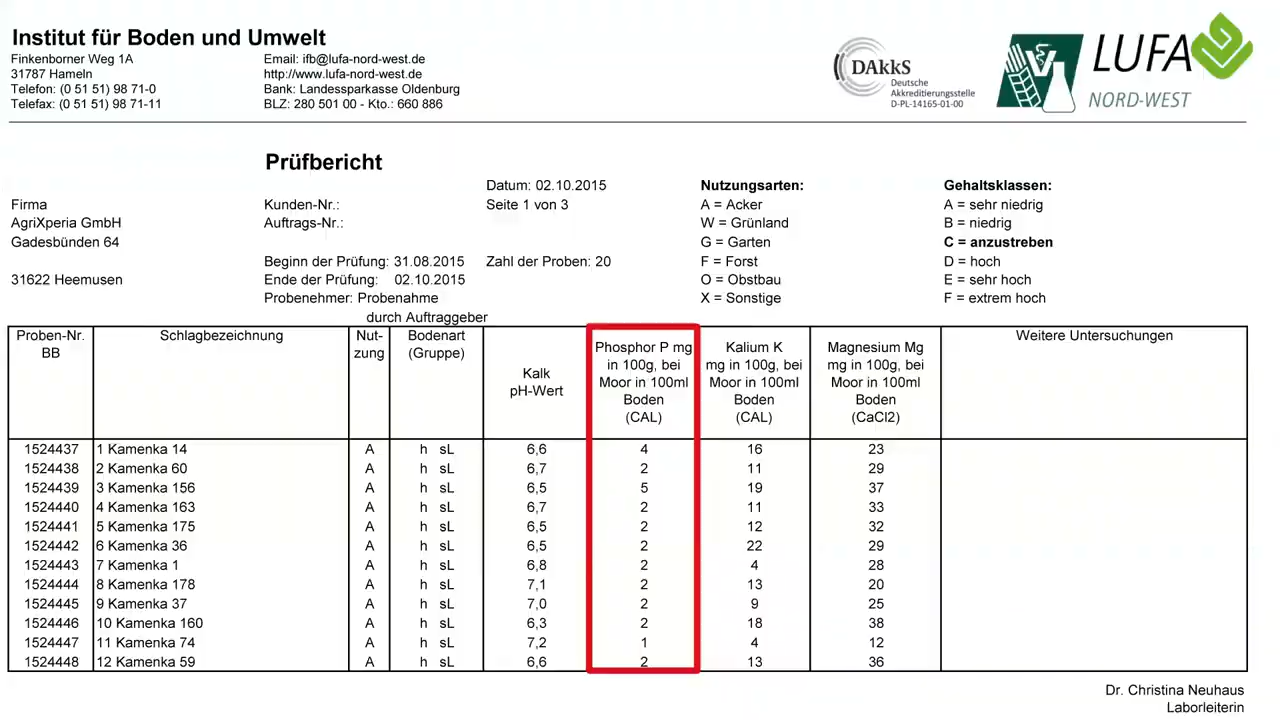 Institut für Boden und Umwelt
Finkenborner Weg 1A Email: ifb@lufa-nord-west.de
31787 Hameln http://www.lufa-nord-west.de
Telefon: (0 51 51) 98 71-0 Bank: Landessparkasse Oldenburg
Telefax: (0 51 51) 98 71-11 BLZ: 280 501 00 - Kto.: 660 886
DAkkS
Deutsche
Akkreditierungsstelle
D-PL-14165-01-00
LUFA
NORD-WEST
Prüfbericht
Datum: 02.10.2015 Nutzungsarten: Gehaltsklassen:
Firma Kunden-Nr.: Seite 1 von 3 A = Acker A = sehr niedrig
AgriXperia GmbH Auftrags-Nr.: W = Grünland B = niedrig
Gadesbünden 64 G = Garten C = anzustreben
Beginn der Prüfung: 31.08.2015 Zahl der Proben: 20 F = Forst D = hoch
31622 Heemusen Ende der Prüfung: 02.10.2015 O = Obstbau E = sehr hoch
Probenehmer: Probenahme X = Sonstige F = extrem hoch
durch Auftraggeber
Proben-Nr. Schlagbezeichnung Nut- Bodenart Weitere Untersuchungen
BB zung (Gruppe)
Phosphor P mg Kalium K Magnesium Mg
in 100g, bei mg in 100g, bei mg in 100g, bei
Kalk Moor in 100ml Moor in 100ml Moor in 100ml
pH-Wert Boden Boden Boden
(CAL) (CAL) (CaCl2)
1524437 1 Kamenka 14 A h sL 6,6 4 16 23
1524438 2 Kamenka 60 A h sL 6,7 2 11 29
1524439 3 Kamenka 156 A h sL 6,5 5 19 37
1524440 4 Kamenka 163 A h sL 6,7 2 11 33
1524441 5 Kamenka 175 A h sL 6,5 2 12 32
1524442 6 Kamenka 36 A h sL 6,5 2 22 29
1524443 7 Kamenka 1 A h sL 6,8 2 4 28
1524444 8 Kamenka 178 A h sL 7,1 2 13 20
1524445 9 Kamenka 37 A h sL 7,0 2 9 25
1524446 10 Kamenka 160 A h sL 6,3 2 18 38
1524447 11 Kamenka 74 A h sL 7,2 1 4 12
1524448 12 Kamenka 59 A h sL 6,6 2 13 36
Dr. Christina Neuhaus
Laborleiterin